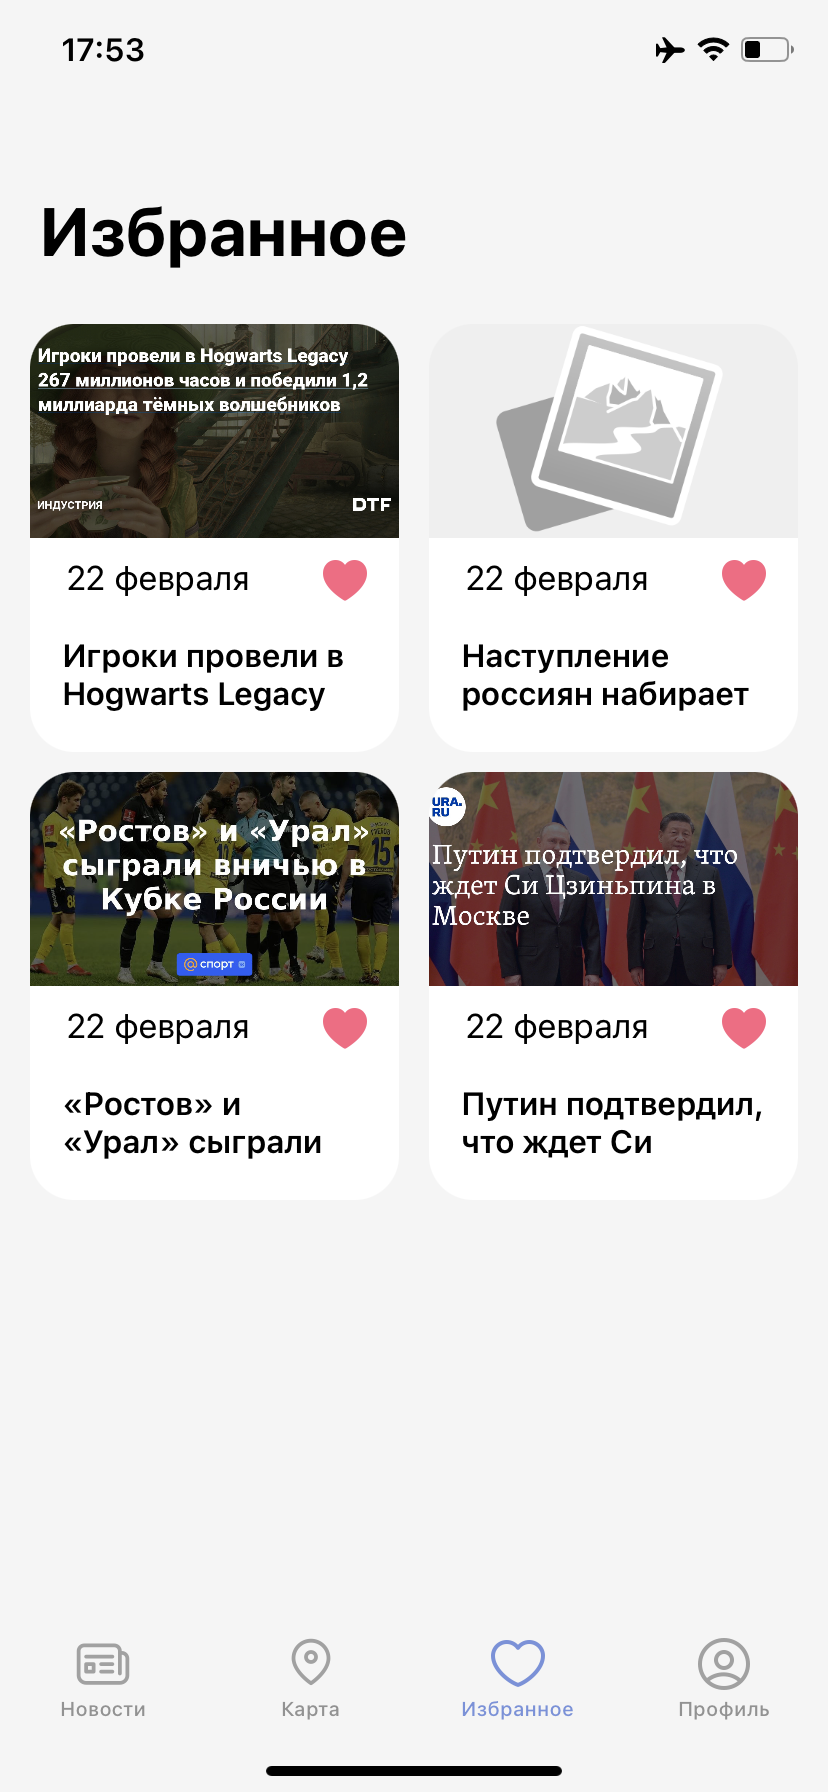 17:53
Избранное
Игроки провели в Hogwarts Legacy
267 миллионов часов и победили 1,2
миллиарда тёмных волшебников
ИНДУСТРИЯ
DTF
22 февраля
Игроки провели в
Hogwarts Legacy
22 февраля
Наступление
россиян набирает
«Ростов» и «Урал»
сыграли вничью в
Кубке России
@ спорт
15
22 февраля
«Ростов» и
«Урал» сыграли
URA.
RU
Путин подтвердил, что
ждет Си Цзиньпина в
Москве
22 февраля
Путин подтвердил,
что ждет Си
Новости
Карта
Избранное
Профиль